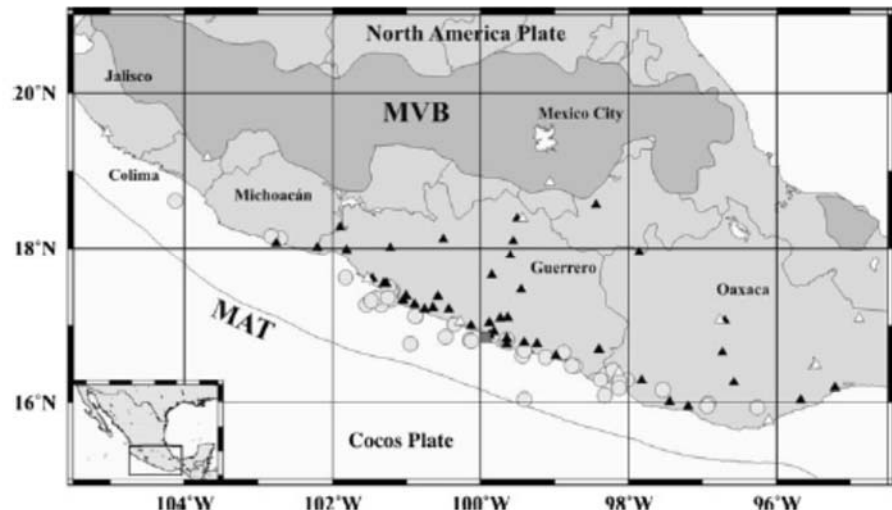 North America Plate
Jalisco
20°N
MVB
Mexico City
Colima
Michoacán
18°N
Guerrero
Oaxaca
MAT
16°N
Cocos Plate
104°W
102°W
100°W
98°W
96°W